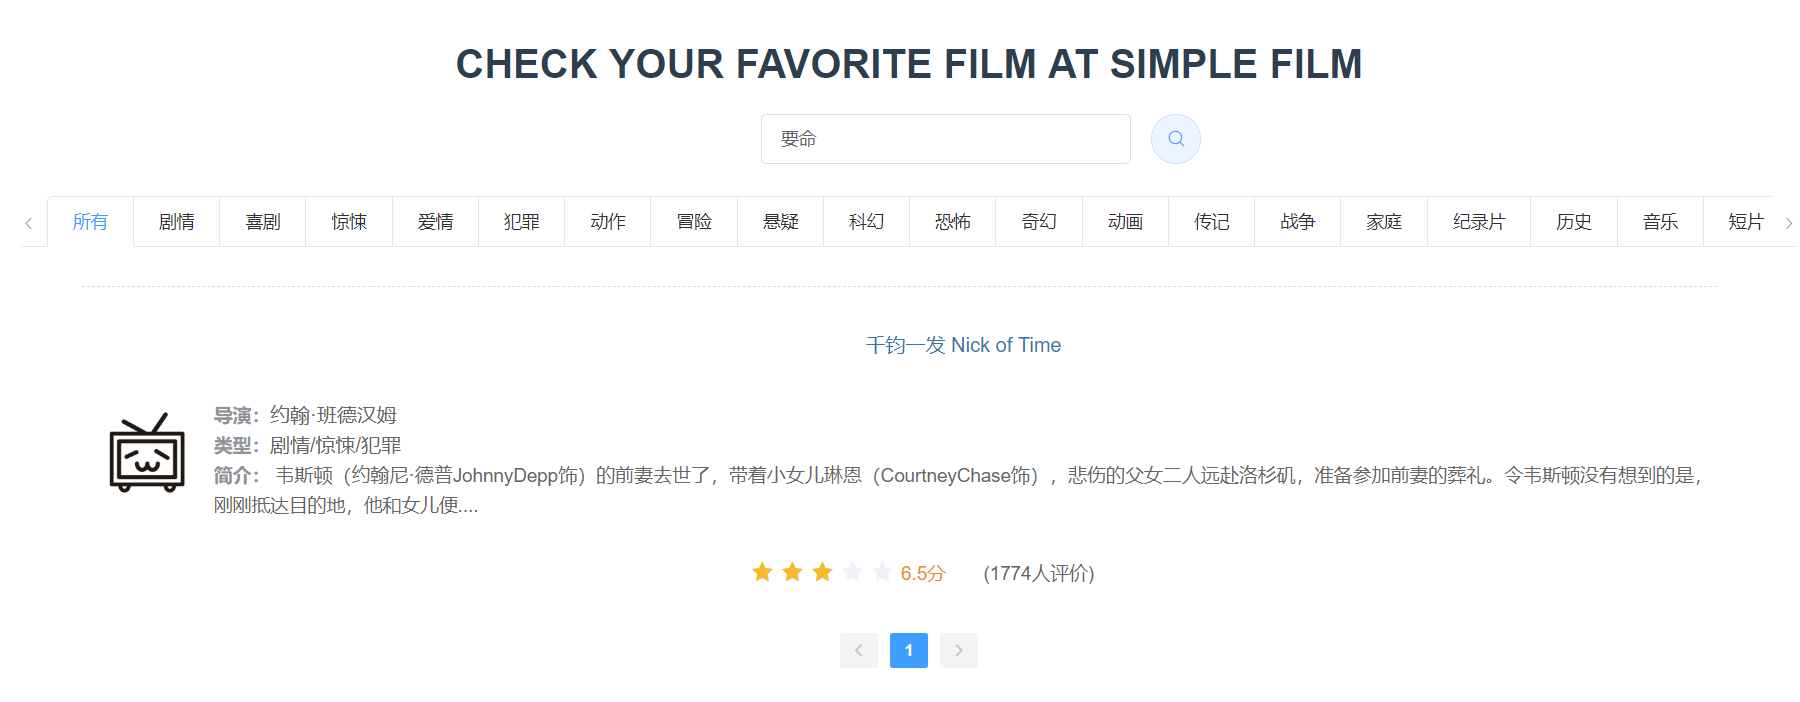 CHECK YOUR FAVORITE FILM AT SIMPLE FILM
要命
所有 剧情 喜剧 惊悚 爱情 犯罪 动作 冒险 悬疑 科幻 恐怖 奇幻 动画 传记 战争 家庭 纪录片 历史 音乐 短片
千钧一发 Nick of Time
导演：约翰·班德汉姆
类型：剧情/惊悚/犯罪
简介： 韦斯顿（约翰尼·德普JohnnyDepp饰）的前妻去世了，带着小女儿琳恩（CourtneyChase饰），悲伤的父女二人远赴洛杉矶，准备参加前妻的葬礼。令韦斯顿没有想到的是，
刚刚抵达目的地，他和女儿便....
6.5分 (1774人评价)
1